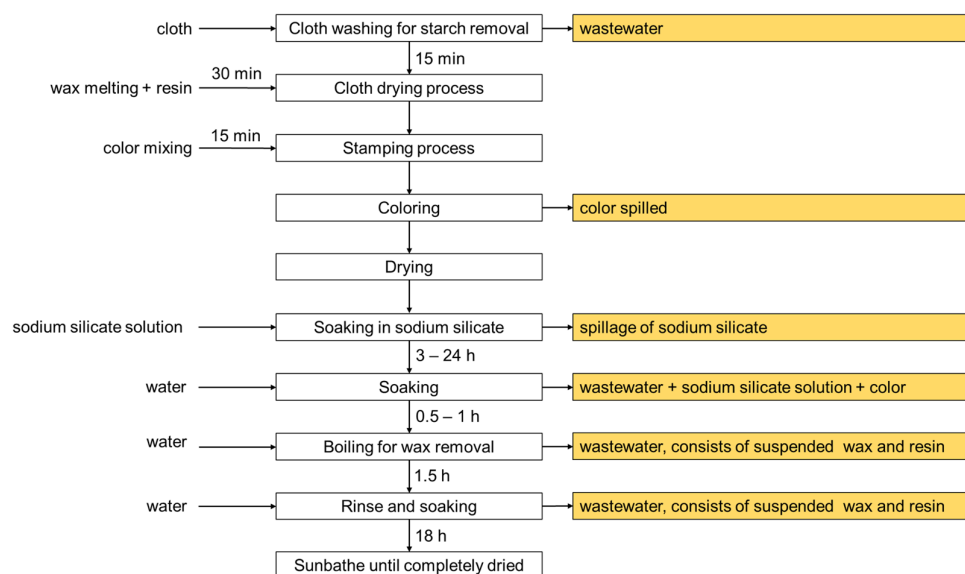 cloth
Cloth washing for starch removal
wastewater
15 min
30 min
wax melting + resin
Cloth drying process
15 min
color mixing
Stamping process
Coloring
color spilled
Drying
sodium silicate solution
Soaking in sodium silicate
spillage of sodium silicate
3 – 24 h
water
Soaking
wastewater + sodium silicate solution + color
0.5 – 1 h
water
Boiling for wax removal
wastewater, consists of suspended wax and resin
1.5 h
water
Rinse and soaking
wastewater, consists of suspended wax and resin
18 h
Sunbathe until completely dried